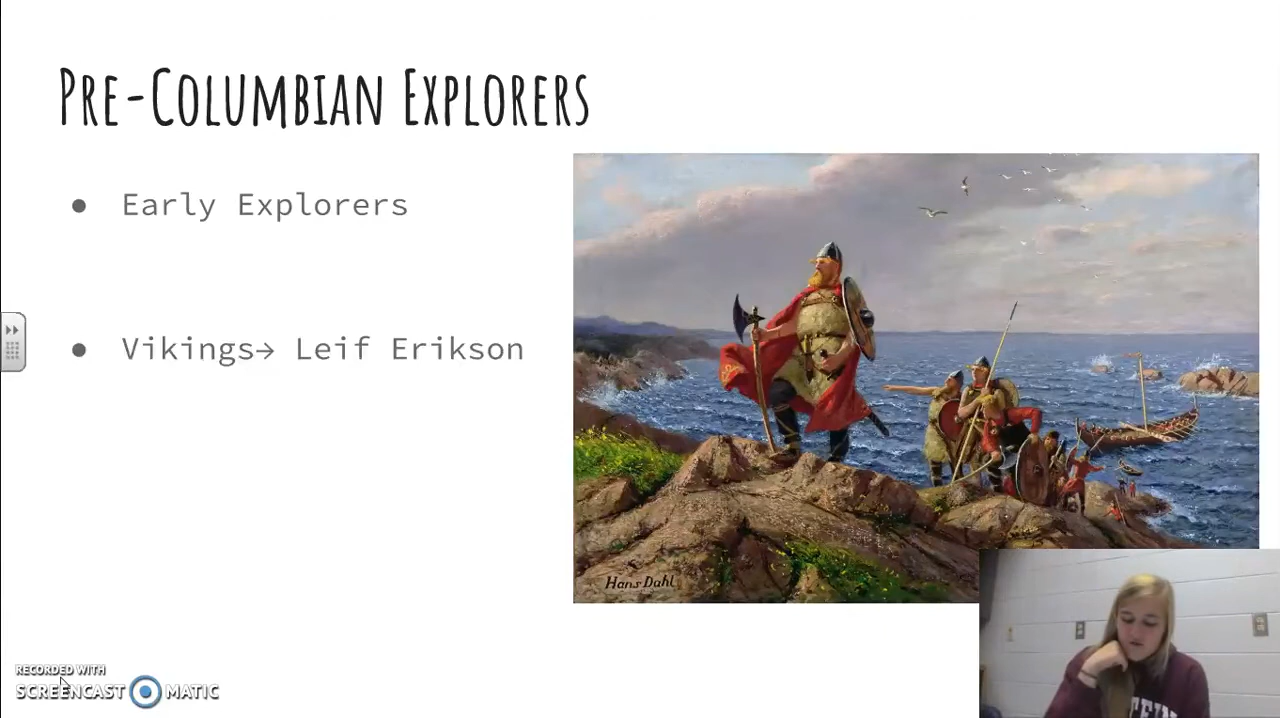 PRE-COLUMBIAN EXPLORERS
● Early Explorers
● Vikings→ Leif Erikson
Hans Dahl
RECORDED WITH
SCREENCAST MATIC